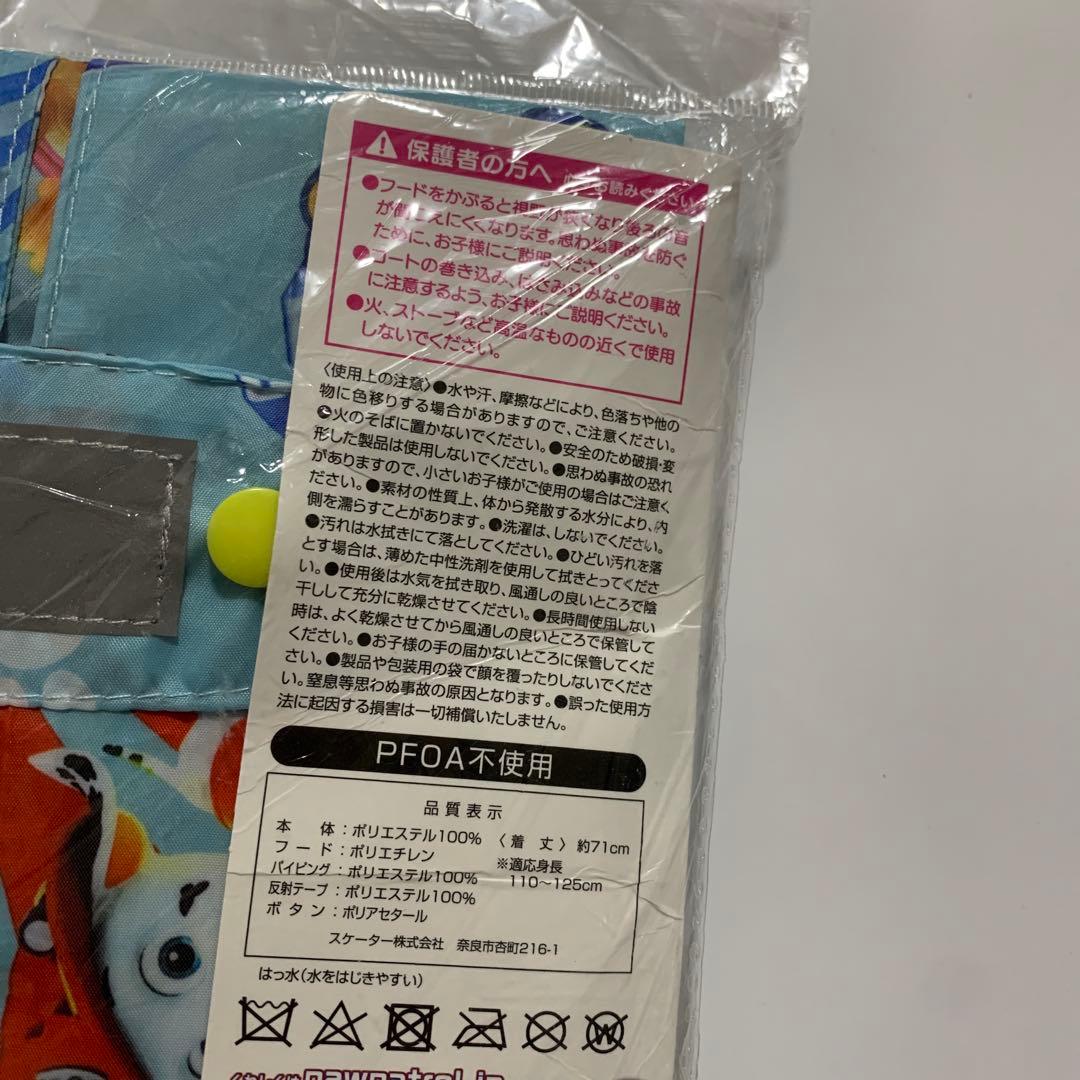 保護者の方へ
●フードをかぶると視野が狭くなり後ろの音
が聞こえにくくなります。思わぬ事故を防ぐ
ために、お子様にご説明ください。
●コートの巻き込み、はさみ込みなどの事故
に注意するよう、お子様にご説明ください。
●火、ストーブなど高温なものの近くで使用
しないでください。
〈使用上の注意〉●水や汗、摩擦などにより、色落ちや他の
物に色移りする場合がありますので、ご注意ください。
●火のそばに置かないでください。●安全のため破損・変
形した製品は使用しないでください。●思わぬ事故の恐れ
がありますので、小さいお子様がご使用の場合はご注意く
ださい。●素材の性質上、体から発散する水分により、内
側を濡らすことがあります。●洗濯は、しないでください。
●汚れは水拭きにて落としてください。●ひどい汚れを落
とす場合は、薄めた中性洗剤を使用して拭きとってくださ
い。●使用後は水気を拭き取り、風通しの良いところで陰
干しして充分に乾燥させてください。●長時間使用しない
時は、よく乾燥させてから風通しの良いところで保管して
ください。●お子様の手の届かないところに保管してくだ
さい。●製品や包装用の袋で顔を覆ったりしないでくださ
い。窒息等思わぬ事故の原因となります。●誤った使用方
法に起因する損害は一切補償いたしません。
PFOA不使用
品質表示
本体:ポリエステル100% 〈着丈〉約71cm
フード:ポリエチレン ※適応身長
パイピング:ポリエステル100% 110~125cm
反射テープ:ポリエステル100%
ボタン:ポリアセタール
スケーター株式会社 奈良市杏町216-1
はっ水(水をはじきやすい)
W